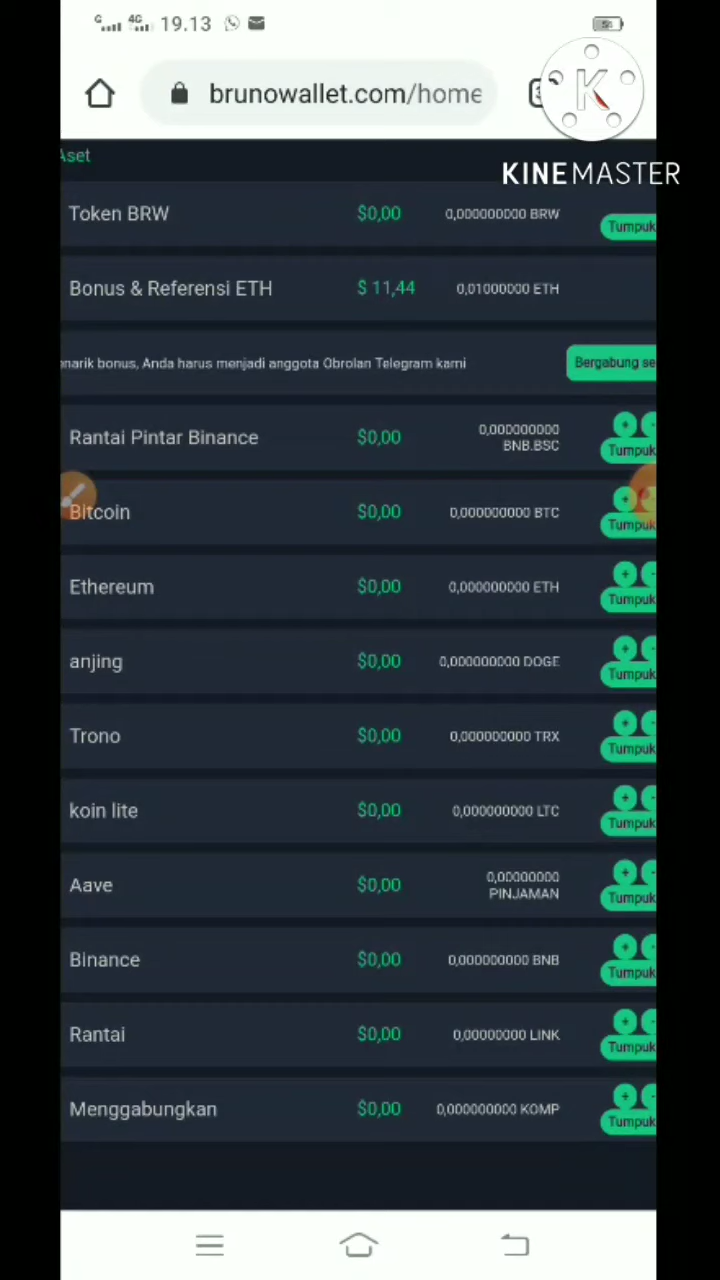 G 4G 19.13
brunowallet.com/home
K
KINEMASTER
Aset
Token BRW $0,00 0,000000000 BRW Tumpuk
Bonus & Referensi ETH $ 11,44 0,01000000 ETH
narik bonus, Anda harus menjadi anggota Obrolan Telegram kami Bergabung se
Rantai Pintar Binance $0,00 0,000000000 BNB.BSC + - Tumpuk
Bitcoin $0,00 0,000000000 BTC + Tumpuk
Ethereum $0,00 0,000000000 ETH + - Tumpuk
anjing $0,00 0,000000000 DOGE + - Tumpuk
Trono $0,00 0,000000000 TRX + - Tumpuk
koin lite $0,00 0,000000000 LTC + - Tumpuk
Aave $0,00 0,00000000 PINJAMAN + - Tumpuk
Binance $0,00 0,000000000 BNB + - Tumpuk
Rantai $0,00 0,00000000 LINK + - Tumpuk
Menggabungkan $0,00 0,000000000 KOMP + - Tumpuk